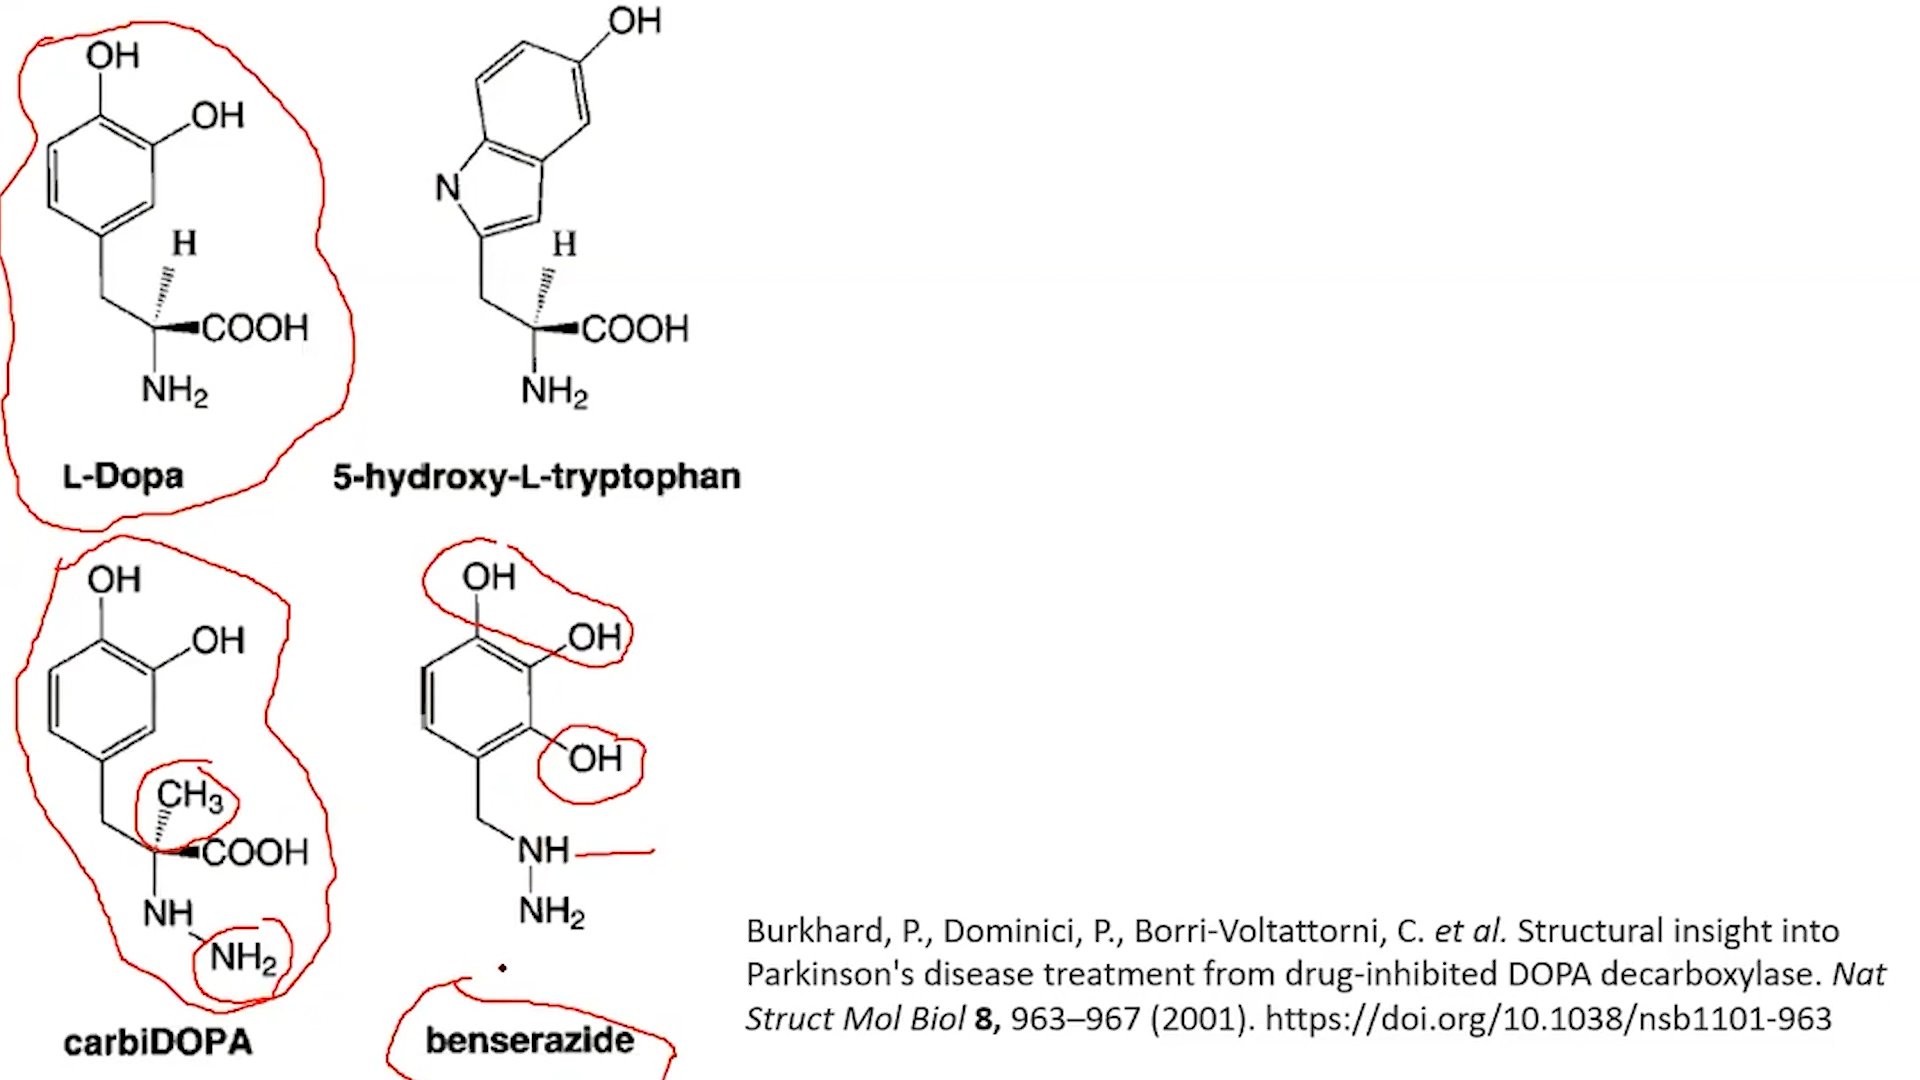 OH
OH
H
COOH
NH₂
L-Dopa
OH
N
H
COOH
NH₂
5-hydroxy-L-tryptophan
OH
OH
CH₃
COOH
NH
NH₂
carbiDOPA
OH
OH
OH
NH
NH₂
benserazide
Burkhard, P., Dominici, P., Borri-Voltattorni, C. et al. Structural insight into
Parkinson's disease treatment from drug-inhibited DOPA decarboxylase. Nat
Struct Mol Biol 8, 963–967 (2001). https://doi.org/10.1038/nsb1101-963